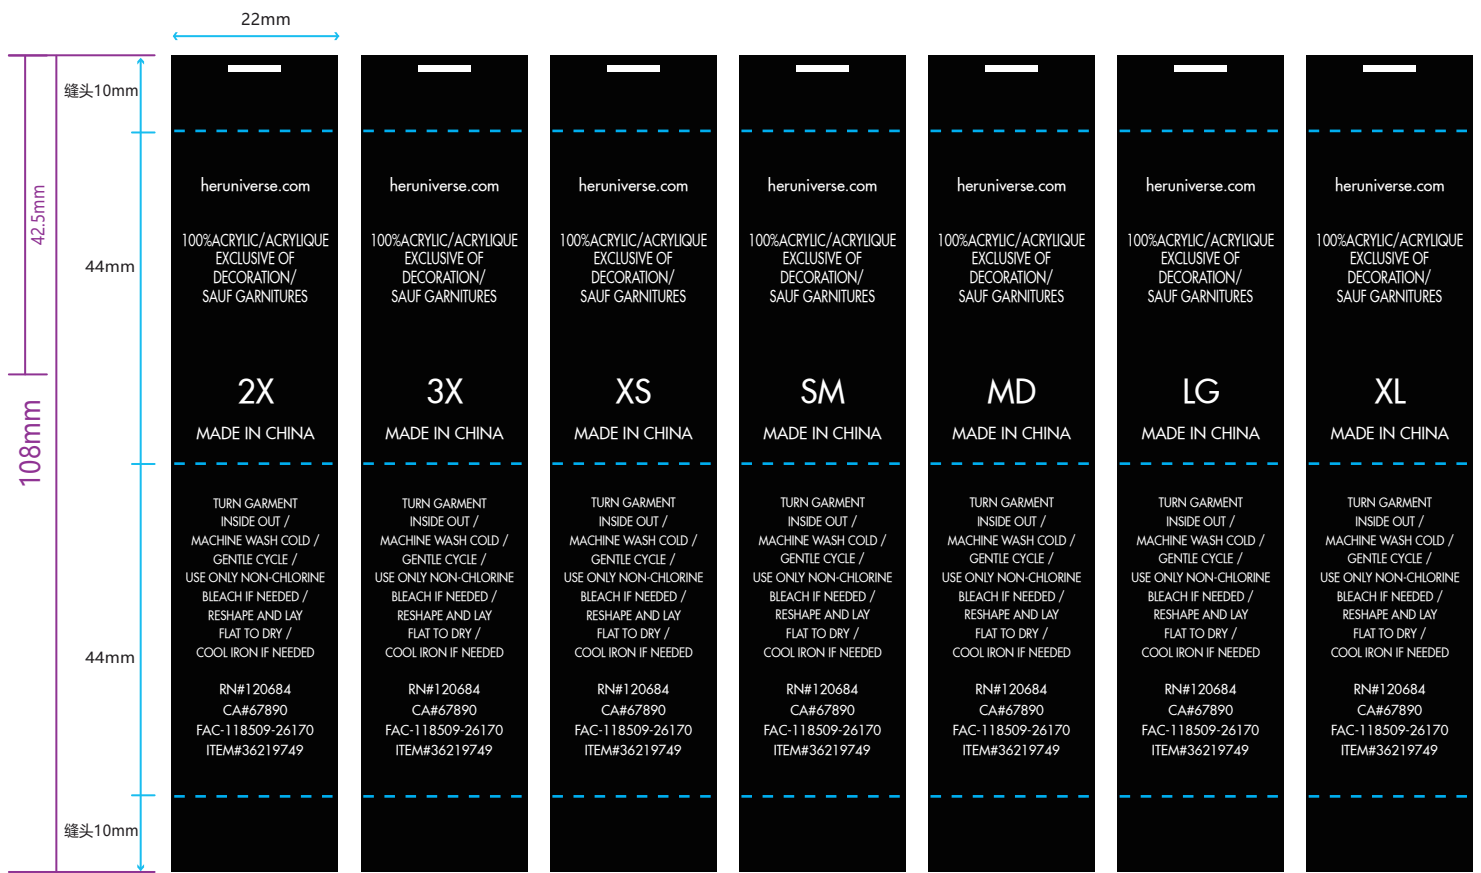 22mm
缝头10mm
42.5mm
44mm
108mm
44mm
缝头10mm
heruniverse.com
100%ACRYLIC/ACRYLIQUE
EXCLUSIVE OF
DECORATION/
SAUF GARNITURES
2X
MADE IN CHINA
TURN GARMENT
INSIDE OUT /
MACHINE WASH COLD /
GENTLE CYCLE /
USE ONLY NON-CHLORINE
BLEACH IF NEEDED /
RESHAPE AND LAY
FLAT TO DRY /
COOL IRON IF NEEDED
RN#120684
CA#67890
FAC-118509-26170
ITEM#36219749
heruniverse.com
100%ACRYLIC/ACRYLIQUE
EXCLUSIVE OF
DECORATION/
SAUF GARNITURES
3X
MADE IN CHINA
TURN GARMENT
INSIDE OUT /
MACHINE WASH COLD /
GENTLE CYCLE /
USE ONLY NON-CHLORINE
BLEACH IF NEEDED /
RESHAPE AND LAY
FLAT TO DRY /
COOL IRON IF NEEDED
RN#120684
CA#67890
FAC-118509-26170
ITEM#36219749
heruniverse.com
100%ACRYLIC/ACRYLIQUE
EXCLUSIVE OF
DECORATION/
SAUF GARNITURES
XS
MADE IN CHINA
TURN GARMENT
INSIDE OUT /
MACHINE WASH COLD /
GENTLE CYCLE /
USE ONLY NON-CHLORINE
BLEACH IF NEEDED /
RESHAPE AND LAY
FLAT TO DRY /
COOL IRON IF NEEDED
RN#120684
CA#67890
FAC-118509-26170
ITEM#36219749
heruniverse.com
100%ACRYLIC/ACRYLIQUE
EXCLUSIVE OF
DECORATION/
SAUF GARNITURES
SM
MADE IN CHINA
TURN GARMENT
INSIDE OUT /
MACHINE WASH COLD /
GENTLE CYCLE /
USE ONLY NON-CHLORINE
BLEACH IF NEEDED /
RESHAPE AND LAY
FLAT TO DRY /
COOL IRON IF NEEDED
RN#120684
CA#67890
FAC-118509-26170
ITEM#36219749
heruniverse.com
100%ACRYLIC/ACRYLIQUE
EXCLUSIVE OF
DECORATION/
SAUF GARNITURES
MD
MADE IN CHINA
TURN GARMENT
INSIDE OUT /
MACHINE WASH COLD /
GENTLE CYCLE /
USE ONLY NON-CHLORINE
BLEACH IF NEEDED /
RESHAPE AND LAY
FLAT TO DRY /
COOL IRON IF NEEDED
RN#120684
CA#67890
FAC-118509-26170
ITEM#36219749
heruniverse.com
100%ACRYLIC/ACRYLIQUE
EXCLUSIVE OF
DECORATION/
SAUF GARNITURES
LG
MADE IN CHINA
TURN GARMENT
INSIDE OUT /
MACHINE WASH COLD /
GENTLE CYCLE /
USE ONLY NON-CHLORINE
BLEACH IF NEEDED /
RESHAPE AND LAY
FLAT TO DRY /
COOL IRON IF NEEDED
RN#120684
CA#67890
FAC-118509-26170
ITEM#36219749
heruniverse.com
100%ACRYLIC/ACRYLIQUE
EXCLUSIVE OF
DECORATION/
SAUF GARNITURES
XL
MADE IN CHINA
TURN GARMENT
INSIDE OUT /
MACHINE WASH COLD /
GENTLE CYCLE /
USE ONLY NON-CHLORINE
BLEACH IF NEEDED /
RESHAPE AND LAY
FLAT TO DRY /
COOL IRON IF NEEDED
RN#120684
CA#67890
FAC-118509-26170
ITEM#36219749